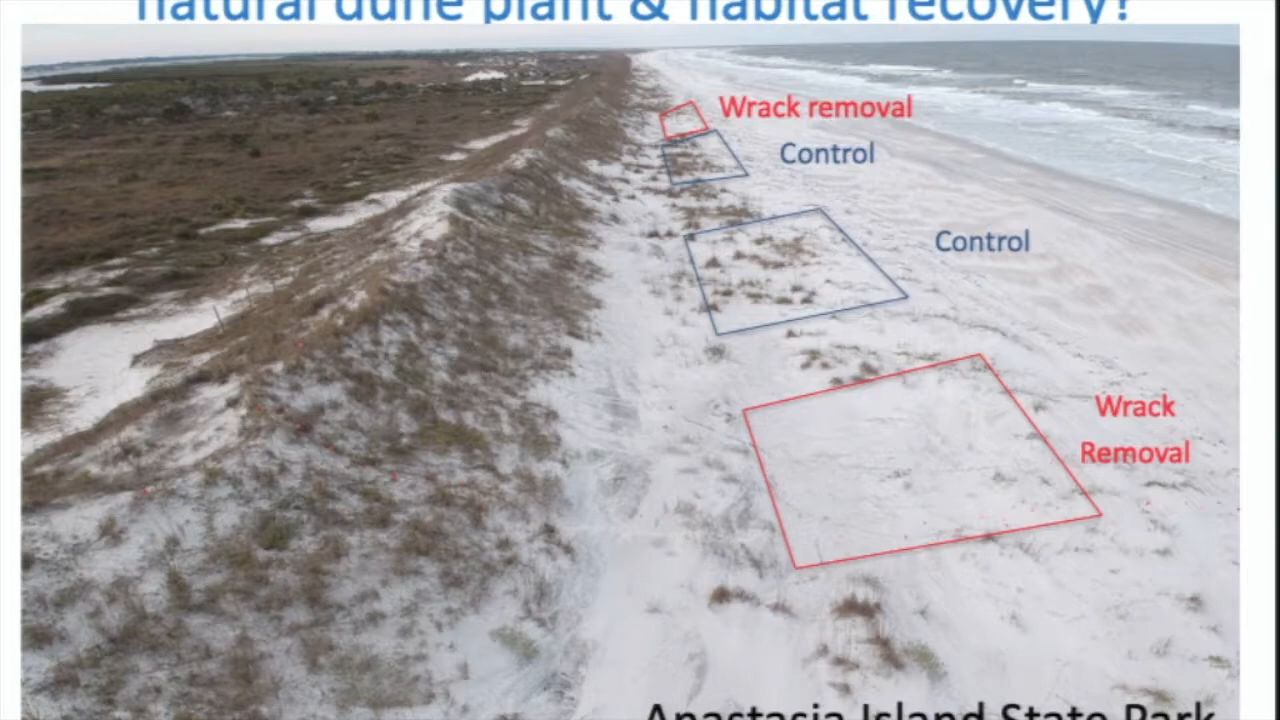 natural dune plant & habitat recovery?
Wrack removal
Control
Control
Wrack
Removal
Anastasia Island State Park